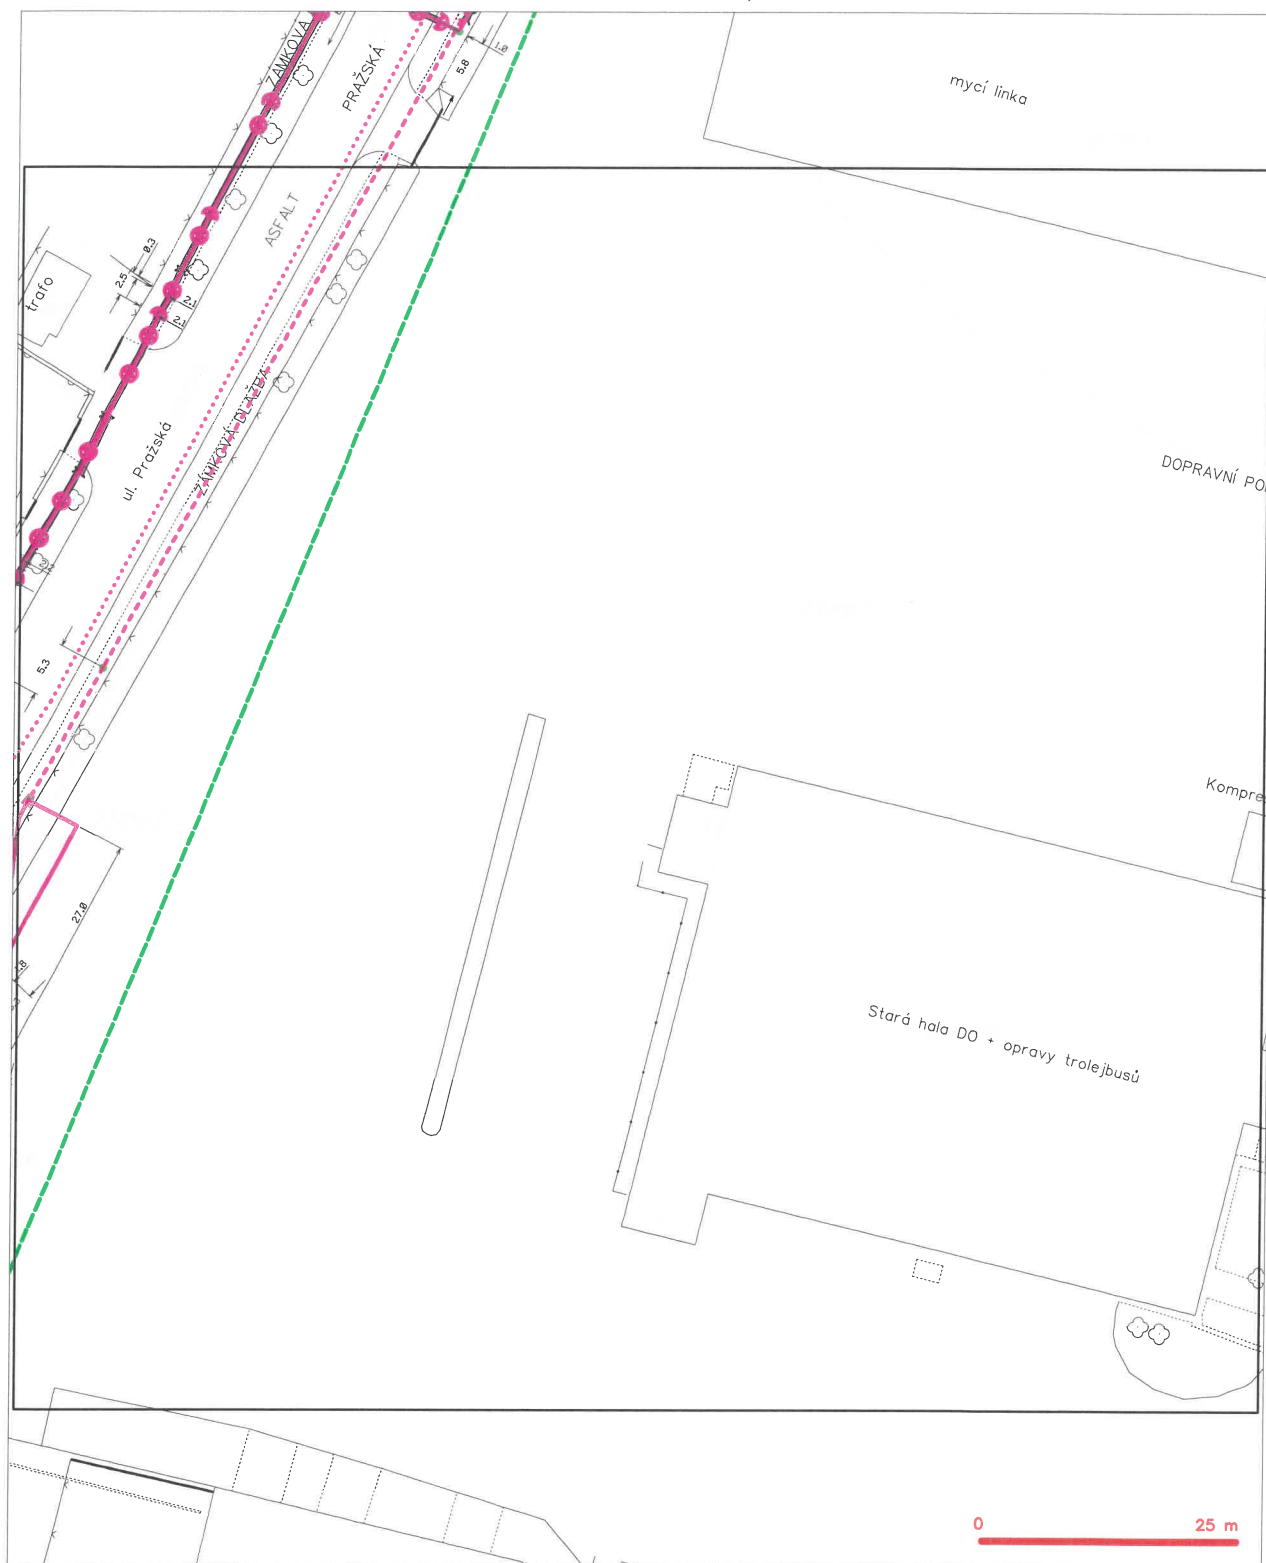 ZÁMKOVÁ
PRAŽSKÁ
1.0
5.8
mycí linka
ASFALT
0.3
2.5
trafo
2.1
2.1
ul. Pražská
ZÁMKOVÁ DLAŽBA
DOPRAVNÍ PO
5.3
Kompre
27.0
Stará hala DO + opravy trolejbusů
0 25 m